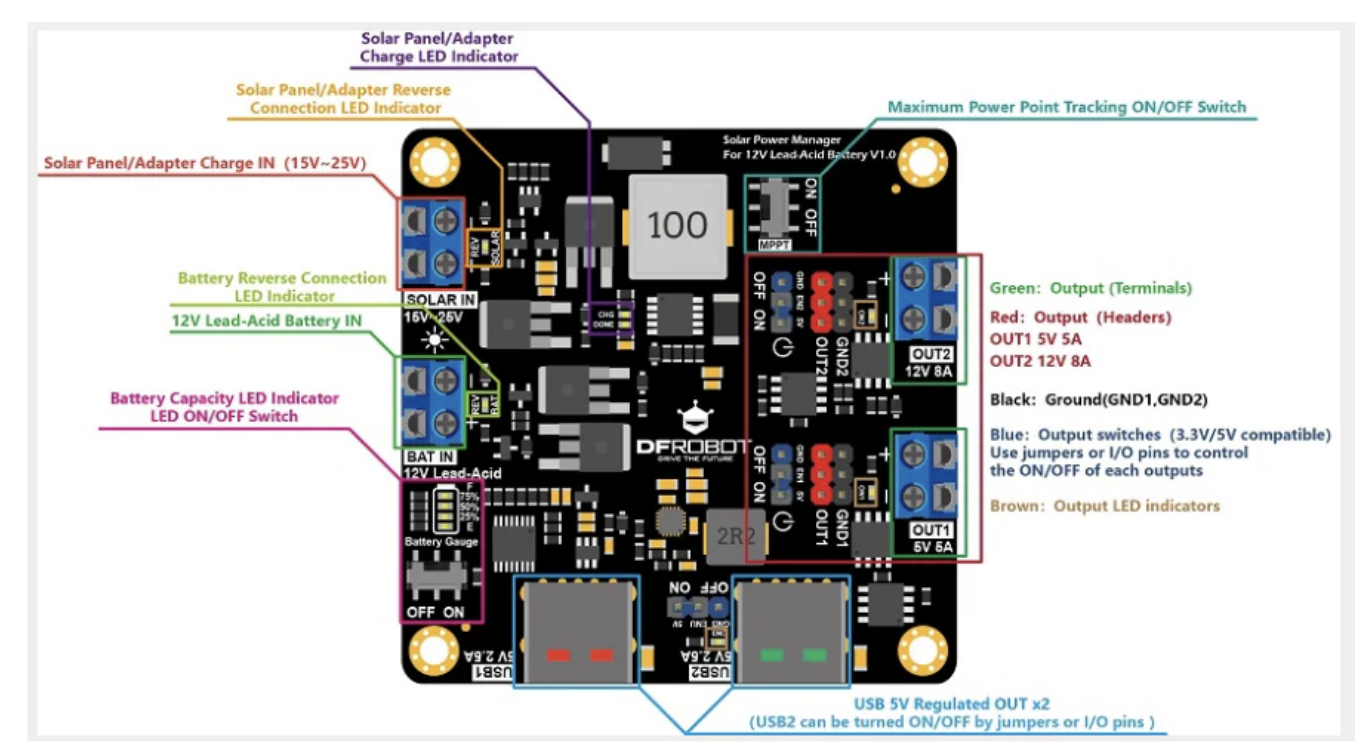 Solar Panel/Adapter
Charge LED Indicator
Solar Panel/Adapter Reverse
Connection LED Indicator
Maximum Power Point Tracking ON/OFF Switch
Solar Panel/Adapter Charge IN (15V~25V)
Solar Power Manager
For 12V Lead-Acid Battery V1.0
ON OFF
MPPT
100
REV
SOLAR
SOLAR IN
15V~25V
Battery Reverse Connection
LED Indicator
12V Lead-Acid Battery IN
CHG
DONE
OFF ON
GND EN2 5V
OUT2
GND2
ON2
+
-
OUT2
12V 8A
Green: Output (Terminals)
Red: Output (Headers)
OUT1 5V 5A
OUT2 12V 8A
Black: Ground(GND1,GND2)
Blue: Output switches (3.3V/5V compatible)
Use jumpers or I/O pins to control
the ON/OFF of each outputs
Brown: Output LED indicators
Battery Capacity LED Indicator
LED ON/OFF Switch
-
+
REV
BAT
BAT IN
12V Lead-Acid
DFROBOT
DRIVE THE FUTURE
F
75%
50%
25%
E
Battery Gauge
OFF ON
2R2
OFF ON
GND EN1 5V
OUT1
GND1
ON1
+
-
OUT1
5V 5A
ON OFF
5V ENU GND
5V 2.5A
USB1
5V 2.5A
USB2
USB 5V Regulated OUT x2
(USB2 can be turned ON/OFF by jumpers or I/O pins )